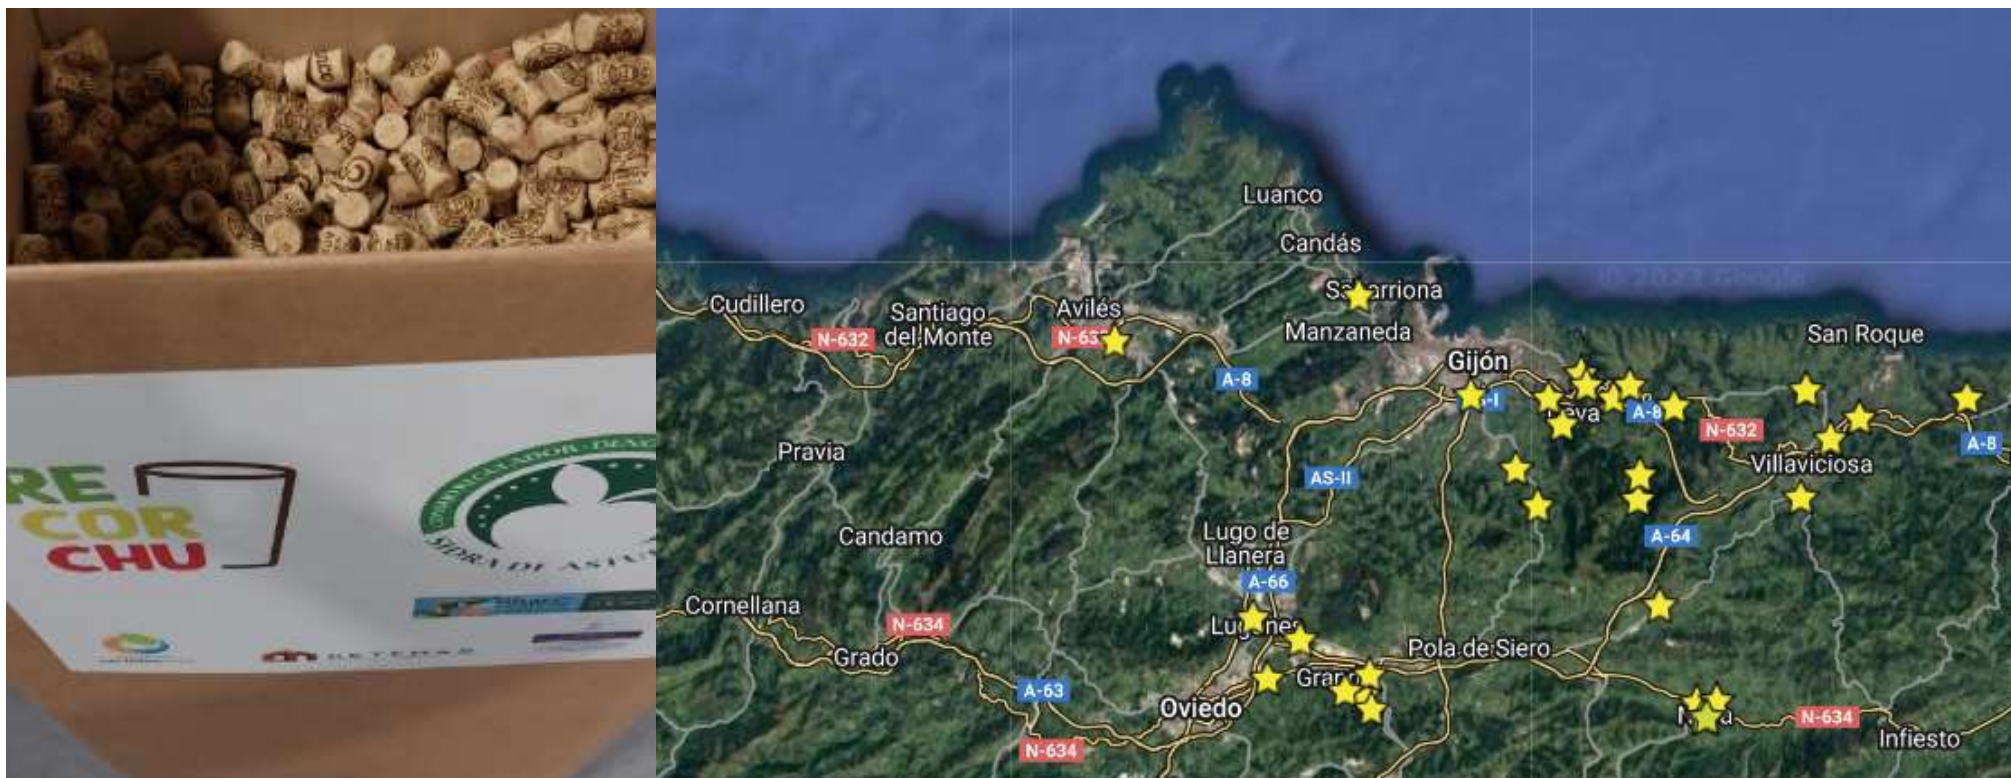 RE
COR
CHU
SIDRA DE ASTU
Luanco
Candás
Cudillero
Santiago
del Monte
Avilés
N-632
Manzaneda
San Roque
Gijón
A-8
A-8
N-632
A-8
Pravia
Villaviciosa
AS-II
Candamo
Lugo de
Llanera
A-64
A-66
Cornellana
N-634
Grado
Pola de Siero
A-63
Oviedo
N-634
N-634
Infiesto